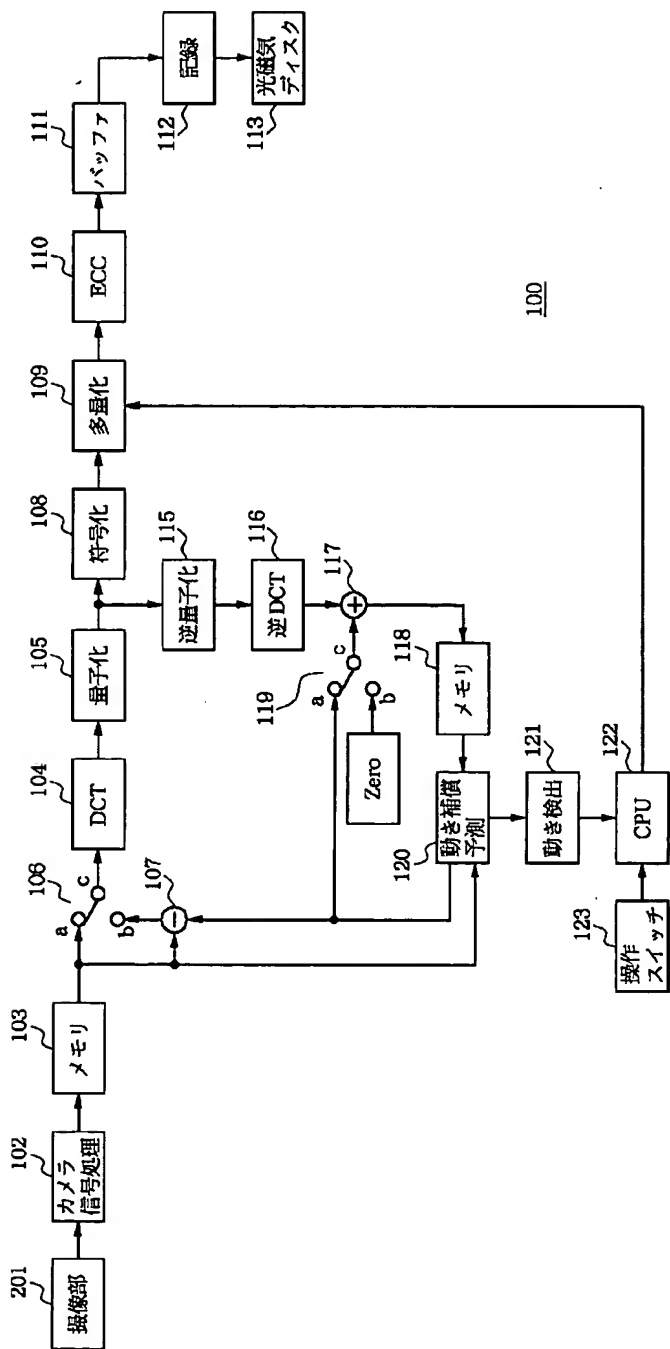 201
撮像部
102
カメラ
信号処理
103
メモリ
106
a
b
c
107
104
DCT
105
量子化
108
符号化
109
多量化
110
ECC
111
バッファ
112
記録
113
光磁気
ディスク
115
逆量子化
116
逆DCT
117
118
メモリ
119
a
b
c
Zero
120
動き補償
予測
121
動き検出
122
CPU
123
操作
スイッチ
100